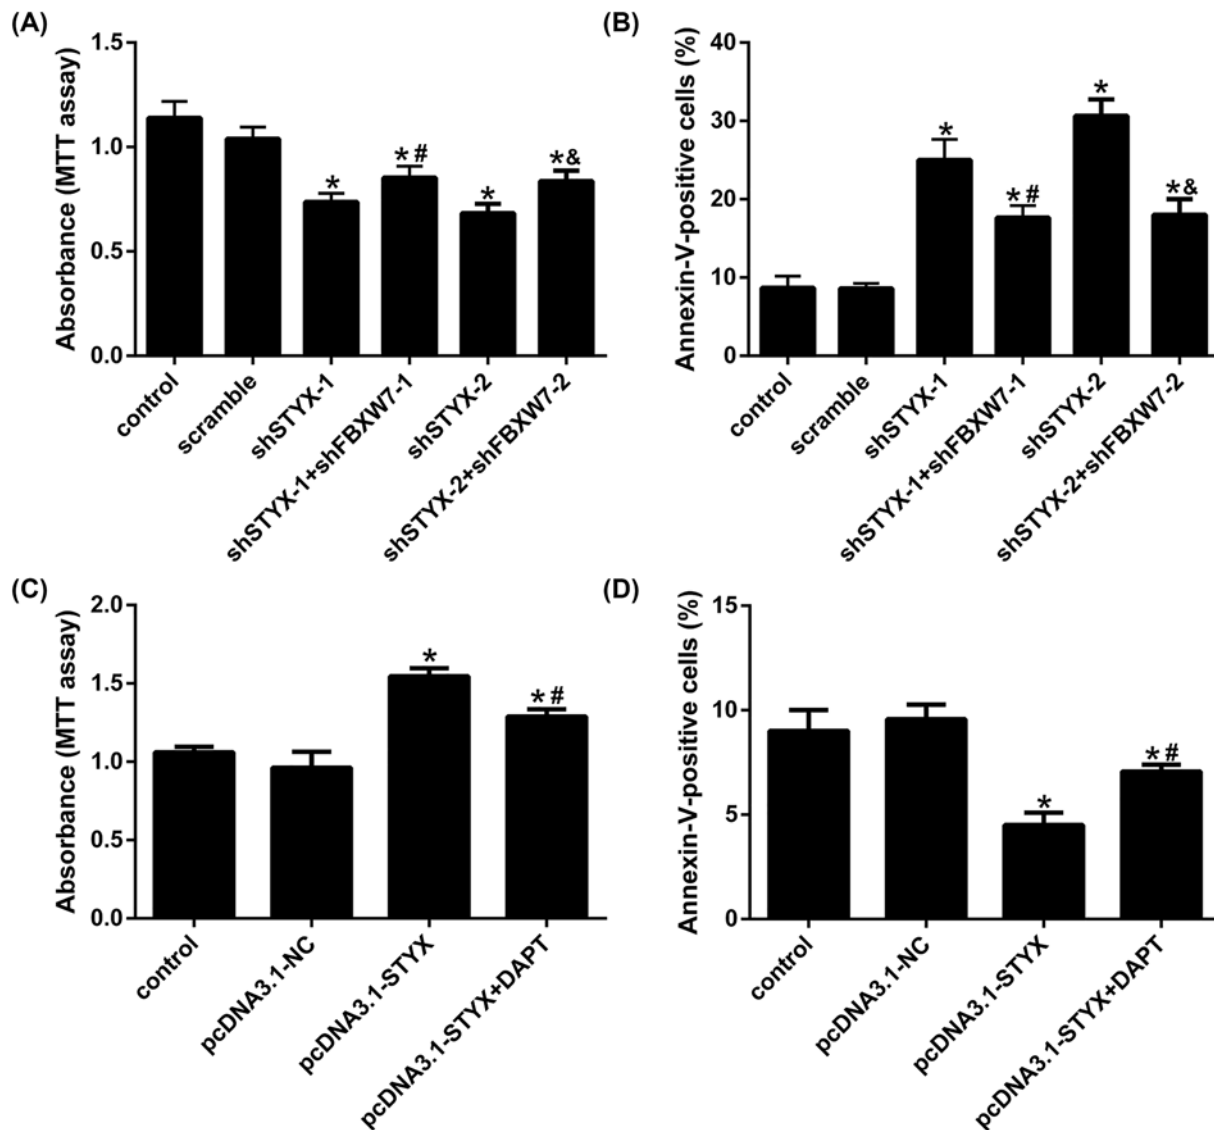 (A)
Absorbance (MTT assay)
1.5
1.0
0.5
0.0
*
*#
*
*&
control
scramble
shSTYX-1
shSTYX-1+shFBXW7-1
shSTYX-2
shSTYX-2+shFBXW7-2
(B)
Annexin-V-positive cells (%)
40
30
20
10
0
*
*#
*
*&
control
scramble
shSTYX-1
shSTYX-1+shFBXW7-1
shSTYX-2
shSTYX-2+shFBXW7-2
(C)
Absorbance (MTT assay)
2.0
1.5
1.0
0.5
0.0
*
*#
control
pcDNA3.1-NC
pcDNA3.1-STYX
pcDNA3.1-STYX+DAPT
(D)
Annexin-V-positive cells (%)
15
10
5
0
*
*#
control
pcDNA3.1-NC
pcDNA3.1-STYX
pcDNA3.1-STYX+DAPT